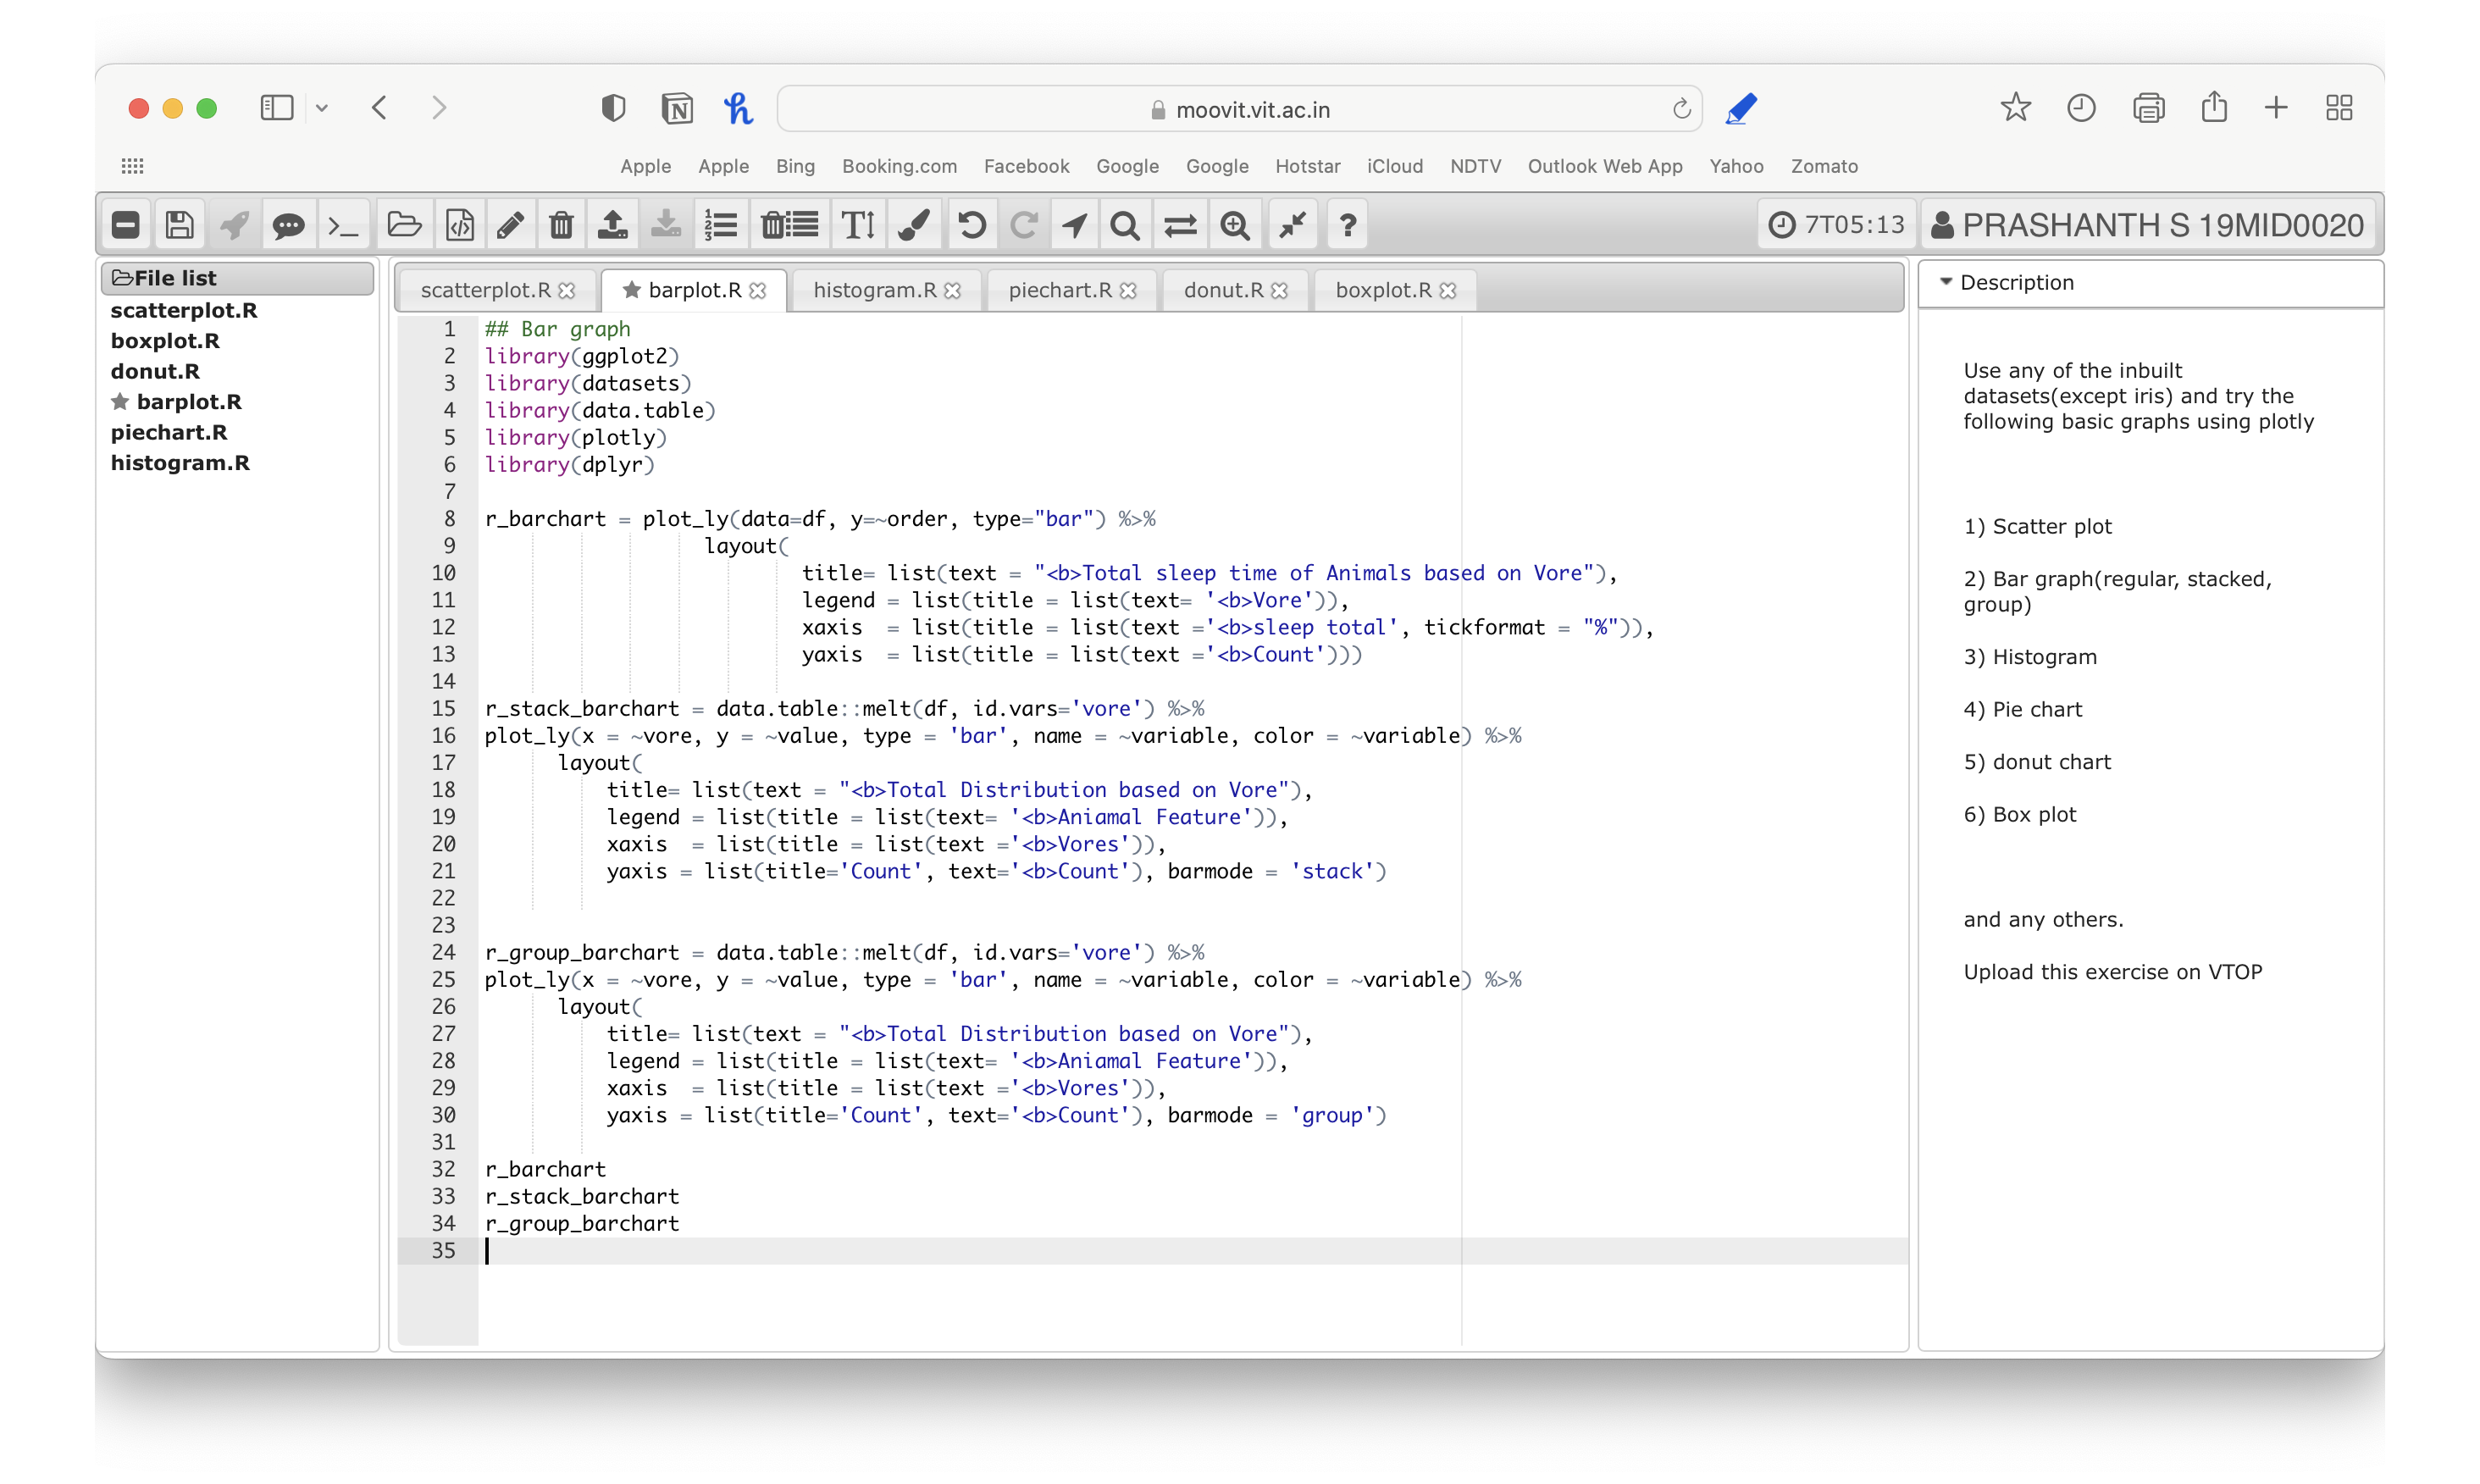 moovit.vit.ac.in
Apple Apple Bing Booking.com Facebook Google Google Hotstar iCloud NDTV Outlook Web App Yahoo Zomato
7T05:13 PRASHANTH S 19MID0020
File list
scatterplot.R
boxplot.R
donut.R
barplot.R
piechart.R
histogram.R
scatterplot.R barplot.R histogram.R piechart.R donut.R boxplot.R
1 ## Bar graph
2 library(ggplot2)
3 library(datasets)
4 library(data.table)
5 library(plotly)
6 library(dplyr)
7
8 r_barchart = plot_ly(data=df, y=~order, type="bar") %>%
9 layout(
10 title= list(text = "<b>Total sleep time of Animals based on Vore"),
11 legend = list(title = list(text= '<b>Vore')),
12 xaxis  = list(title = list(text ='<b>sleep total', tickformat = "%")),
13 yaxis  = list(title = list(text ='<b>Count')))
14
15 r_stack_barchart = data.table::melt(df, id.vars='vore') %>%
16 plot_ly(x = ~vore, y = ~value, type = 'bar', name = ~variable, color = ~variable) %>%
17 layout(
18 title= list(text = "<b>Total Distribution based on Vore"),
19 legend = list(title = list(text= '<b>Aniamal Feature')),
20 xaxis  = list(title = list(text ='<b>Vores')),
21 yaxis = list(title='Count', text='<b>Count'), barmode = 'stack')
22
23
24 r_group_barchart = data.table::melt(df, id.vars='vore') %>%
25 plot_ly(x = ~vore, y = ~value, type = 'bar', name = ~variable, color = ~variable) %>%
26 layout(
27 title= list(text = "<b>Total Distribution based on Vore"),
28 legend = list(title = list(text= '<b>Aniamal Feature')),
29 xaxis  = list(title = list(text ='<b>Vores')),
30 yaxis = list(title='Count', text='<b>Count'), barmode = 'group')
31
32 r_barchart
33 r_stack_barchart
34 r_group_barchart
35
Description
Use any of the inbuilt
datasets(except iris) and try the
following basic graphs using plotly
1) Scatter plot
2) Bar graph(regular, stacked,
group)
3) Histogram
4) Pie chart
5) donut chart
6) Box plot
and any others.
Upload this exercise on VTOP